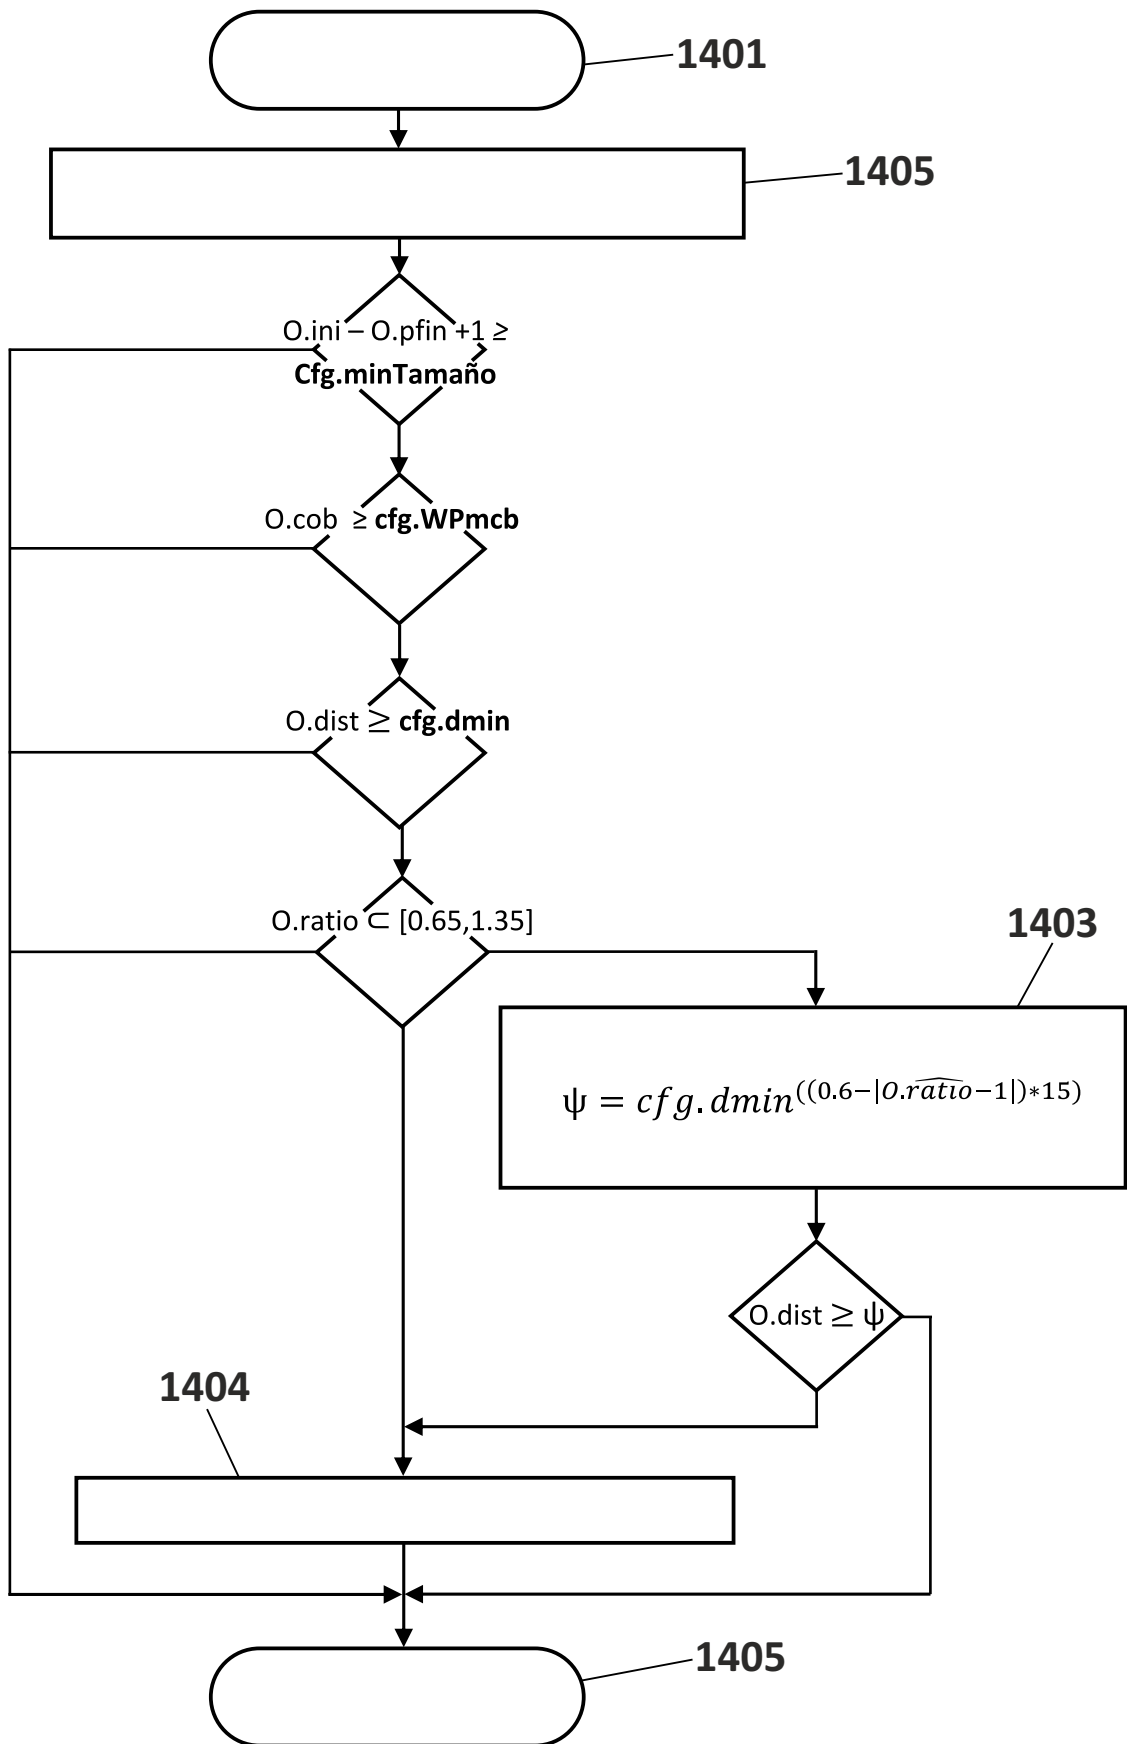 1401
1405
O.ini – O.pfin +1 ≥
Cfg.minTamaño
O.cob ≥ cfg.WPmcb
O.dist ≥ cfg.dmin
O.ratio ⊂ [0.65,1.35]
1403
ψ = cfg.dmin^((0.6−|O.\widehat{ratio}−1|)∗15)
O.dist ≥ ψ
1404
1405